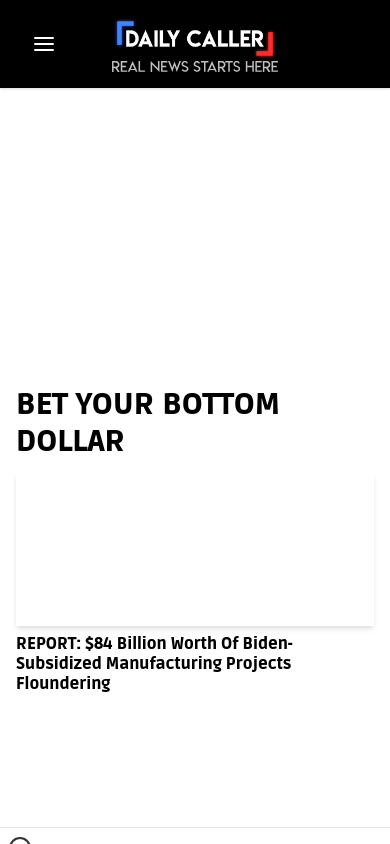 DAILY CALLER
REAL NEWS STARTS HERE
BET YOUR BOTTOM
DOLLAR
REPORT: $84 Billion Worth Of Biden-
Subsidized Manufacturing Projects
Floundering